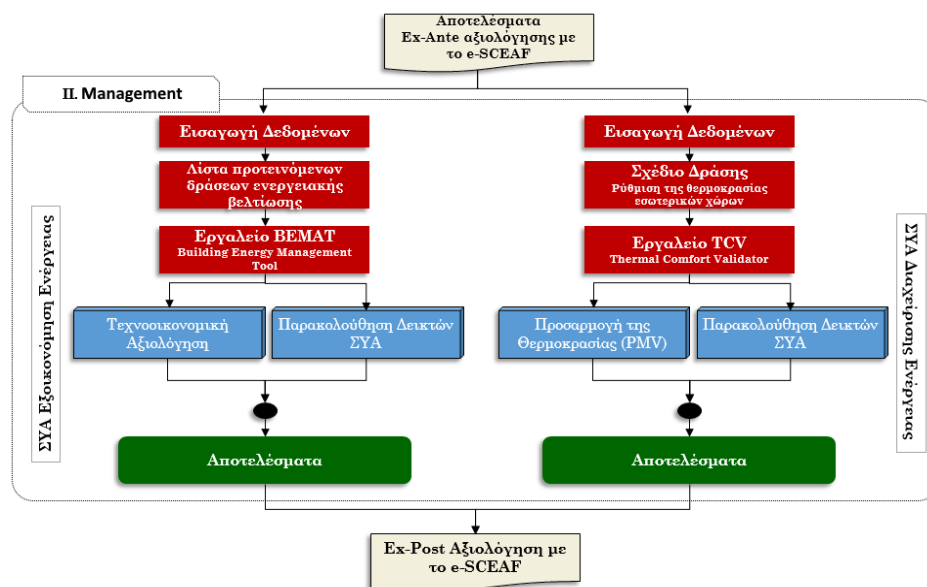 Αποτελέσματα
Ex-Ante αξιολόγησης με
το e-SCEAF
II. Management
Εισαγωγή Δεδομένων
Λίστα προτεινόμενων
δράσεων ενεργειακής
βελτίωσης
Εργαλείο BEMAT
Building Energy Management
Tool
Τεχνοοικονομική
Αξιολόγηση
Παρακολούθηση Δεικτών
ΣΥΑ
Αποτελέσματα
ΣΥΑ Εξοικονόμηση Ενέργειας
Εισαγωγή Δεδομένων
Σχέδιο Δράσης
Ρύθμιση της θερμοκρασίας
εσωτερικών χώρων
Εργαλείο TCV
Thermal Comfort Validator
Προσαρμογή της
Θερμοκρασίας (PMV)
Παρακολούθηση Δεικτών
ΣΥΑ
Αποτελέσματα
ΣΥΑ Διαχείρισης Ενέργειας
Ex-Post Αξιολόγηση με
το e-SCEAF